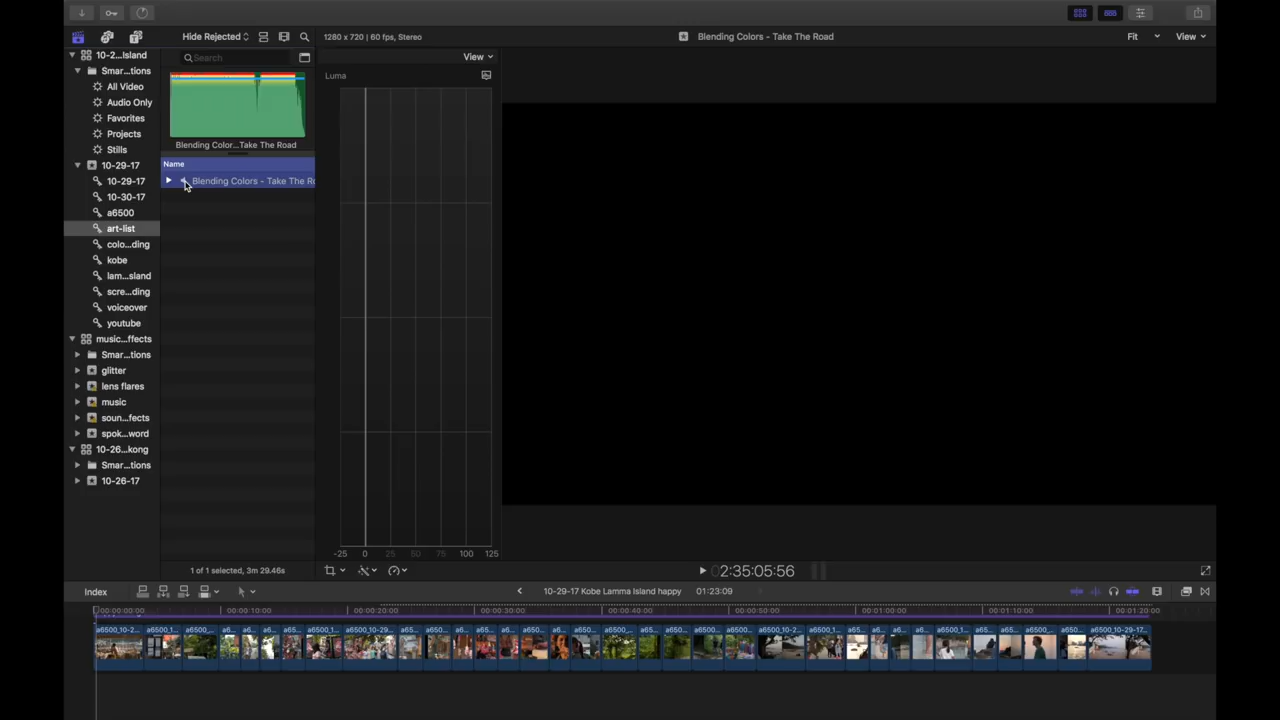 Hide Rejected
1280 x 720 | 60 fps, Stereo
Blending Colors - Take The Road
Fit
View
10-2...Island
Smar...tions
All Video
Audio Only
Favorites
Projects
Stills
10-29-17
10-29-17
10-30-17
a6500
art-list
colo...ding
kobe
lam...sland
scre...ding
voiceover
youtube
music...ffects
Smar...tions
glitter
lens flares
music
soun...fects
spok...word
10-26...kong
Smar...tions
10-26-17
Search
Blending Color...Take The Road
Name
Blending Colors - Take The Ro
1 of 1 selected, 3m 29.46s
View
Luma
-25 0 25 50 75 100 125
2:35:05:56
Index
10-29-17 Kobe Lamma Island happy
01:23:09
00:00:00:00 00:00:10:00 00:00:20:00 00:00:30:00 00:00:40:00 00:00:50:00 00:01:00:00 00:01:10:00 00:01:20:00